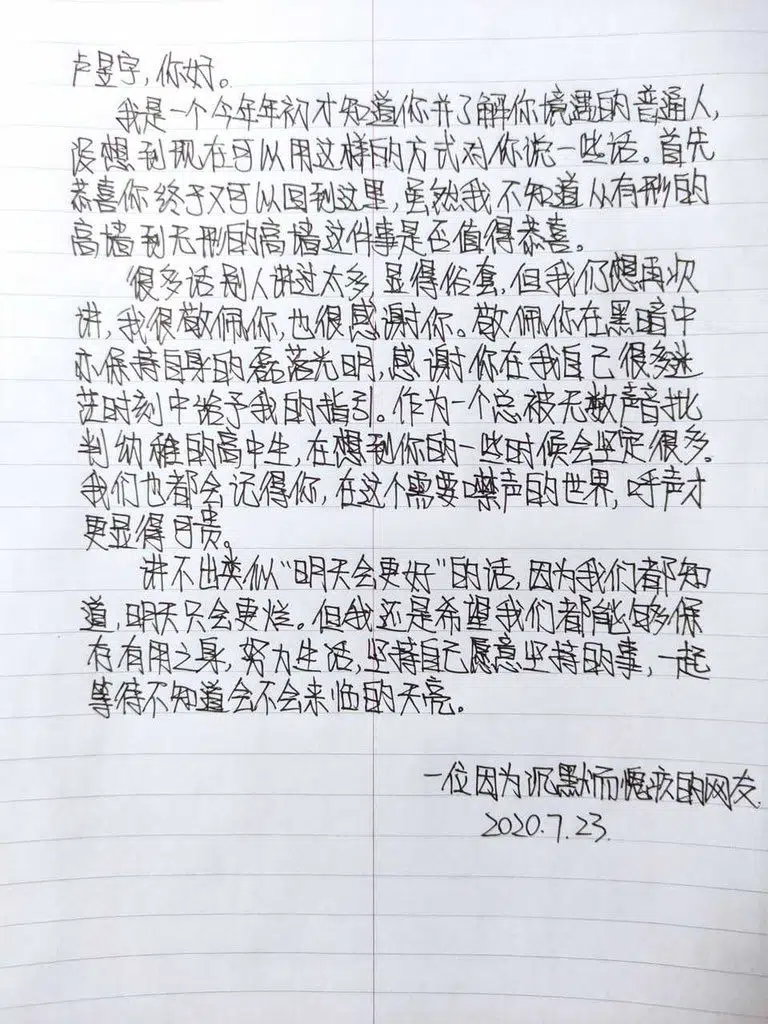 卢昱宇，你好。
我是一个今年年初才知道你并了解你境遇的普通人，
没想到现在可以用这样的方式对你说一些话。首先
恭喜你终于又可以回到这里，虽然我不知道从有形的
高墙到无形的高墙这件事是否值得恭喜。
很多话别人讲过太多，显得俗套，但我们想再次
讲，我很敬佩你，也很感谢你。敬佩你在黑暗中
亦保持自身的磊落光明，感谢你在我自己很多迷
茫时刻中给予我的指引。作为一个总被无数声音批
判幼稚的高中生，在想到你的一些时候会坚定很多。
我们也都会记得你，在这个需要噤声的世界，呼声才
更显得可贵。
讲不出类似“明天会更好”的话，因为我们都知
道，明天只会更烂。但我还是希望我们都能够保
存有用之身，努力生活，坚持自己愿意坚持的事，一起
等待不知道会不会来临的天亮。
一位因为沉默而愧疚的网友.
2020.7.23.